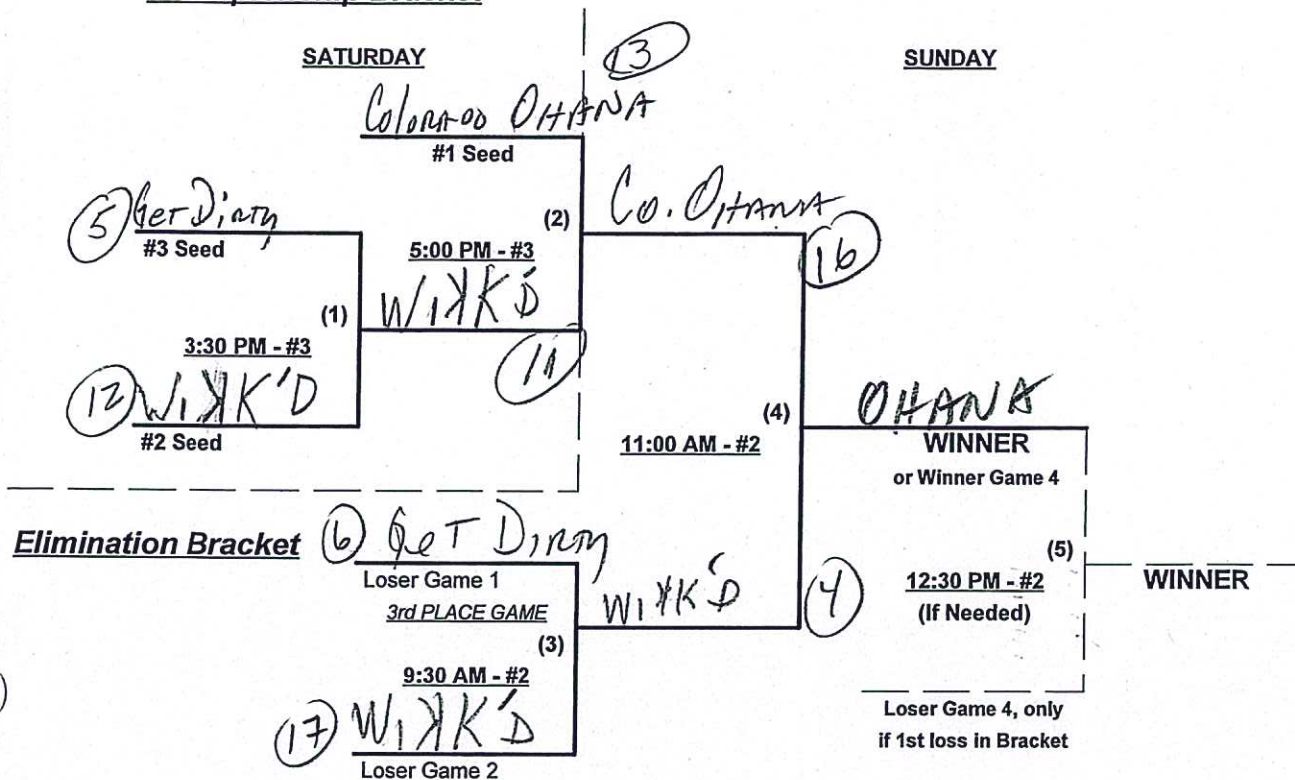 SATURDAY
SUNDAY
13
Colorado OHANA
#1 Seed
5 Get Dirty
#3 Seed
(2)
Co. OHANA
5:00 PM - #3
16
WIKK'D
(1)
11
3:30 PM - #3
12 WIKK'D
#2 Seed
(4)
11:00 AM - #2
OHANA
WINNER
or Winner Game 4
Elimination Bracket
6 Get Dirty
Loser Game 1
3rd PLACE GAME
(3)
WIKK'D
4
(5)
12:30 PM - #2
(If Needed)
WINNER
9:30 AM - #2
17 WIKK'D
Loser Game 2
Loser Game 4, only
if 1st loss in Bracket